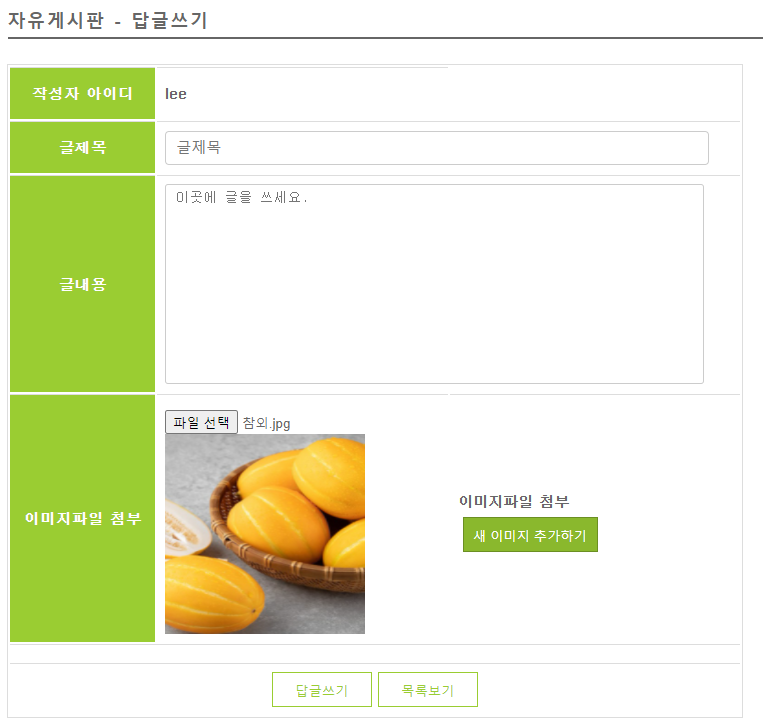 자유게시판 - 답글쓰기
작성자 아이디 lee
글제목 글제목
글내용 이곳에 글을 쓰세요.
파일 선택 참외.jpg
이미지파일 첨부 이미지파일 첨부
새 이미지 추가하기
답글쓰기 목록보기